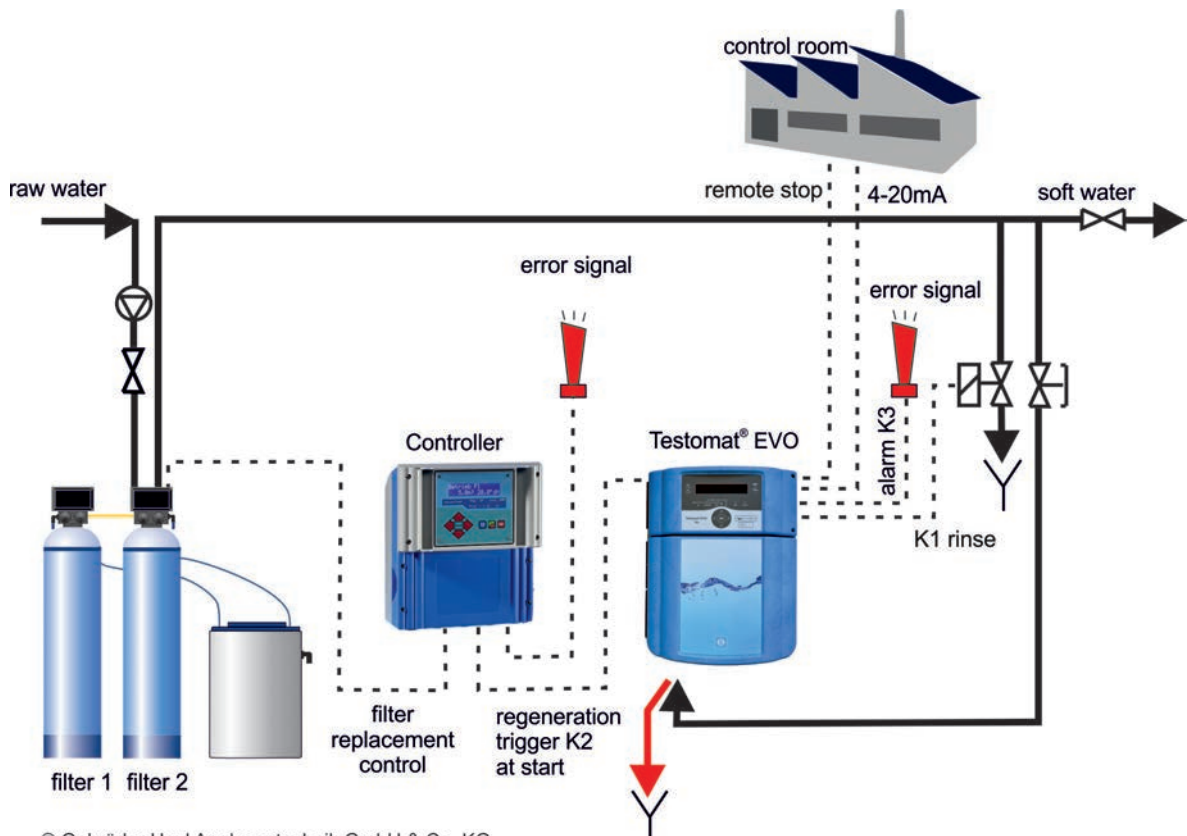 control room
raw water
remote stop
4-20mA
soft water
error signal
error signal
Controller
Testomat® EVO
alarm K3
K1 rinse
filter
replacement
control
regeneration
trigger K2
at start
filter 1
filter 2